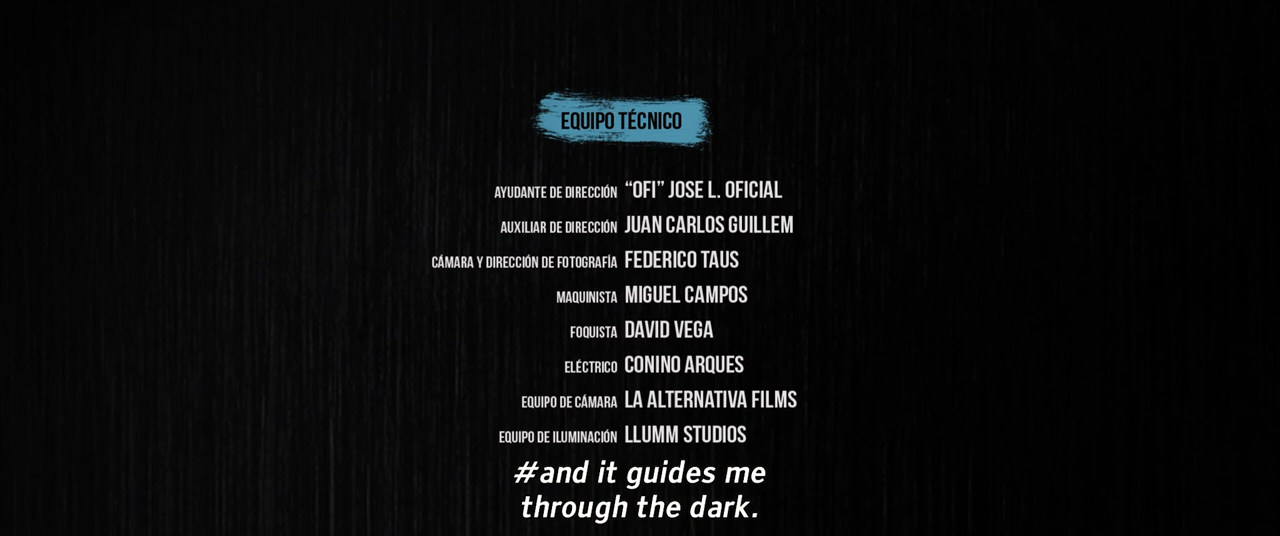 EQUIPO TÉCNICO
AYUDANTE DE DIRECCIÓN "OFI" JOSE L. OFICIAL
AUXILIAR DE DIRECCIÓN JUAN CARLOS GUILLEM
CÁMARA Y DIRECCIÓN DE FOTOGRAFÍA FEDERICO TAUS
MAQUINISTA MIGUEL CAMPOS
FOQUISTA DAVID VEGA
ELÉCTRICO CONINO ARQUES
EQUIPO DE CÁMARA LA ALTERNATIVA FILMS
EQUIPO DE ILUMINACIÓN LLUMM STUDIOS
#and it guides me
through the dark.